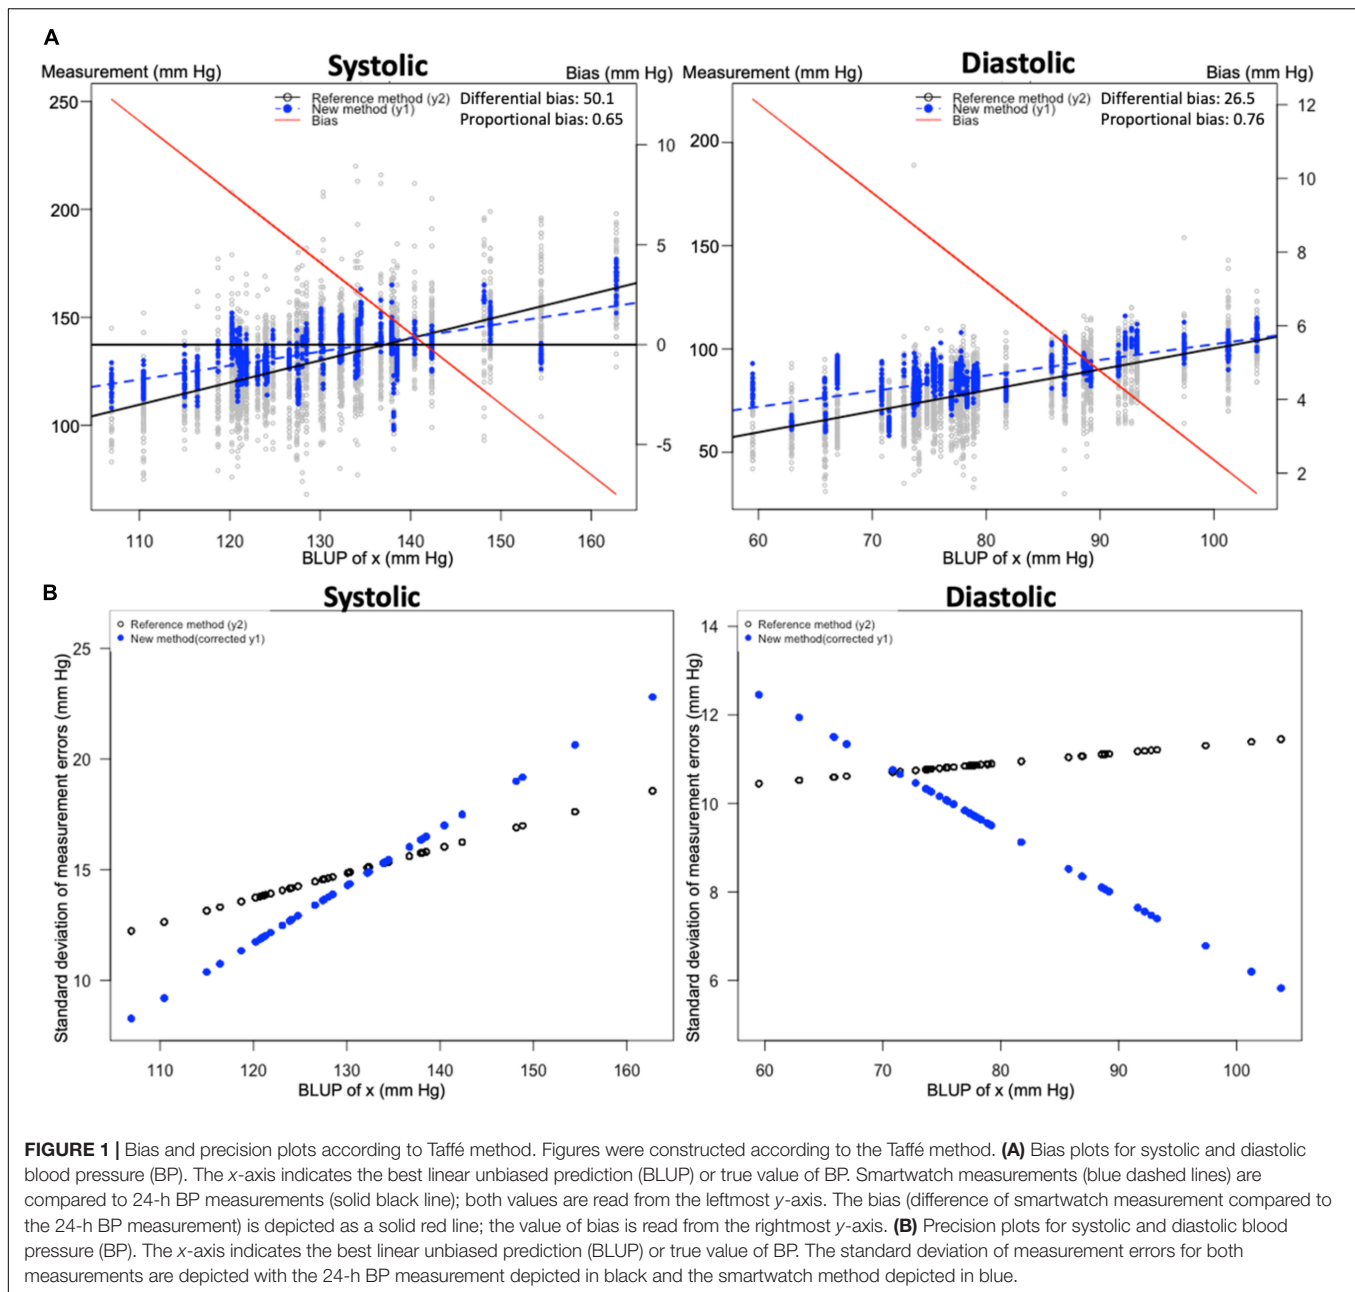 A
Systolic
Measurement (mm Hg)
Bias (mm Hg)
Reference method (y2)
New method (y1)
Bias
Differential bias: 50.1
Proportional bias: 0.65
250
200
150
100
10
5
0
-5
110 120 130 140 150 160
BLUP of x (mm Hg)
Diastolic
Measurement (mm Hg)
Bias (mm Hg)
Reference method (y2)
New method (y1)
Bias
Differential bias: 26.5
Proportional bias: 0.76
200
150
100
50
12
10
8
6
4
2
60 70 80 90 100
BLUP of x (mm Hg)
B
Systolic
Reference method (y2)
New method(corrected y1)
Standard deviation of measurement errors (mm Hg)
25
20
15
10
110 120 130 140 150 160
BLUP of x (mm Hg)
Diastolic
Reference method (y2)
New method(corrected y1)
Standard deviation of measurement errors (mm Hg)
14
12
10
8
6
60 70 80 90 100
BLUP of x (mm Hg)
FIGURE 1 | Bias and precision plots according to Taffé method. Figures were constructed according to the Taffé method. (A) Bias plots for systolic and diastolic
blood pressure (BP). The x-axis indicates the best linear unbiased prediction (BLUP) or true value of BP. Smartwatch measurements (blue dashed lines) are
compared to 24-h BP measurements (solid black line); both values are read from the leftmost y-axis. The bias (difference of smartwatch measurement compared to
the 24-h BP measurement) is depicted as a solid red line; the value of bias is read from the rightmost y-axis. (B) Precision plots for systolic and diastolic blood
pressure (BP). The x-axis indicates the best linear unbiased prediction (BLUP) or true value of BP. The standard deviation of measurement errors for both
measurements are depicted with the 24-h BP measurement depicted in black and the smartwatch method depicted in blue.